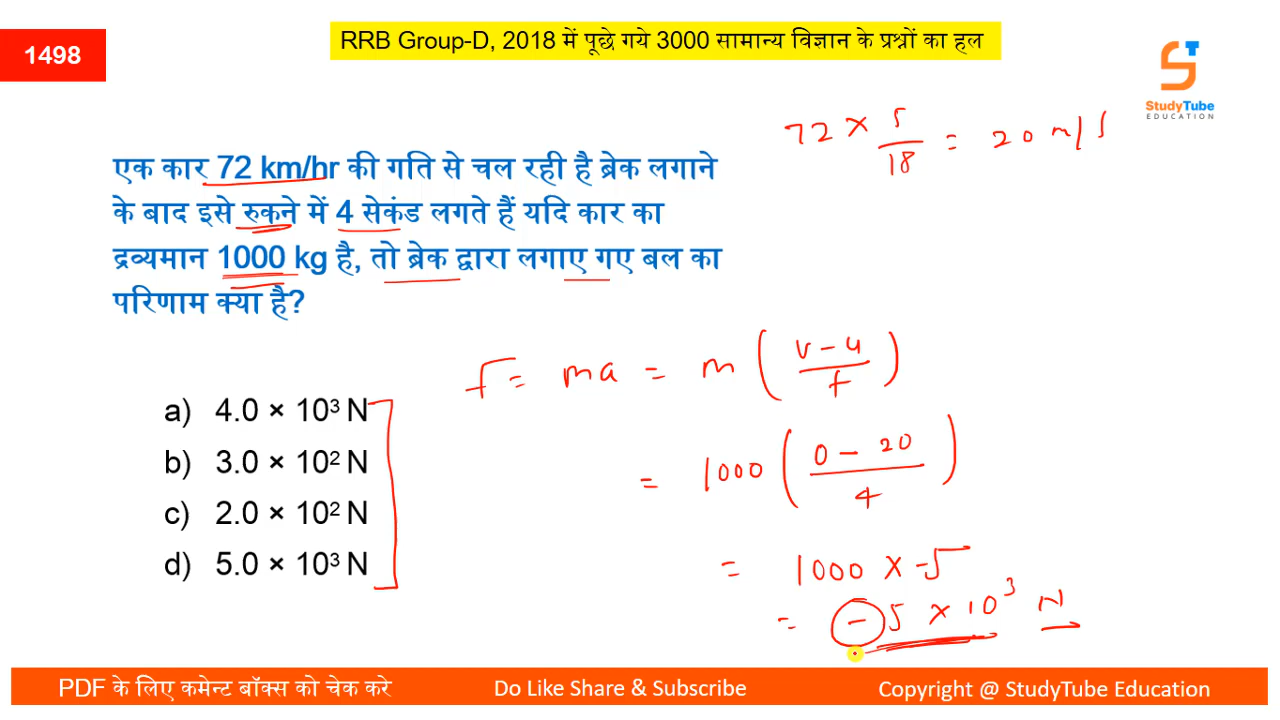 1498
RRB Group-D, 2018 में पूछे गये 3000 सामान्य विज्ञान के प्रश्नों का हल
StudyTube
EDUCATION
72 × 5/18 = 20 m/s
एक कार 72 km/hr की गति से चल रही है ब्रेक लगाने
के बाद इसे रुकने में 4 सेकंड लगते हैं यदि कार का
द्रव्यमान 1000 kg है, तो ब्रेक द्वारा लगाए गए बल का
परिणाम क्या है?
f = ma = m (v - u / t)
a) 4.0 × 10³ N
b) 3.0 × 10² N
c) 2.0 × 10² N
d) 5.0 × 10³ N
= 1000 (0 - 20 / 4)
= 1000 × -5
= - 5 × 10³ N
PDF के लिए कमेन्ट बॉक्स को चेक करे
Do Like Share & Subscribe
Copyright @ StudyTube Education